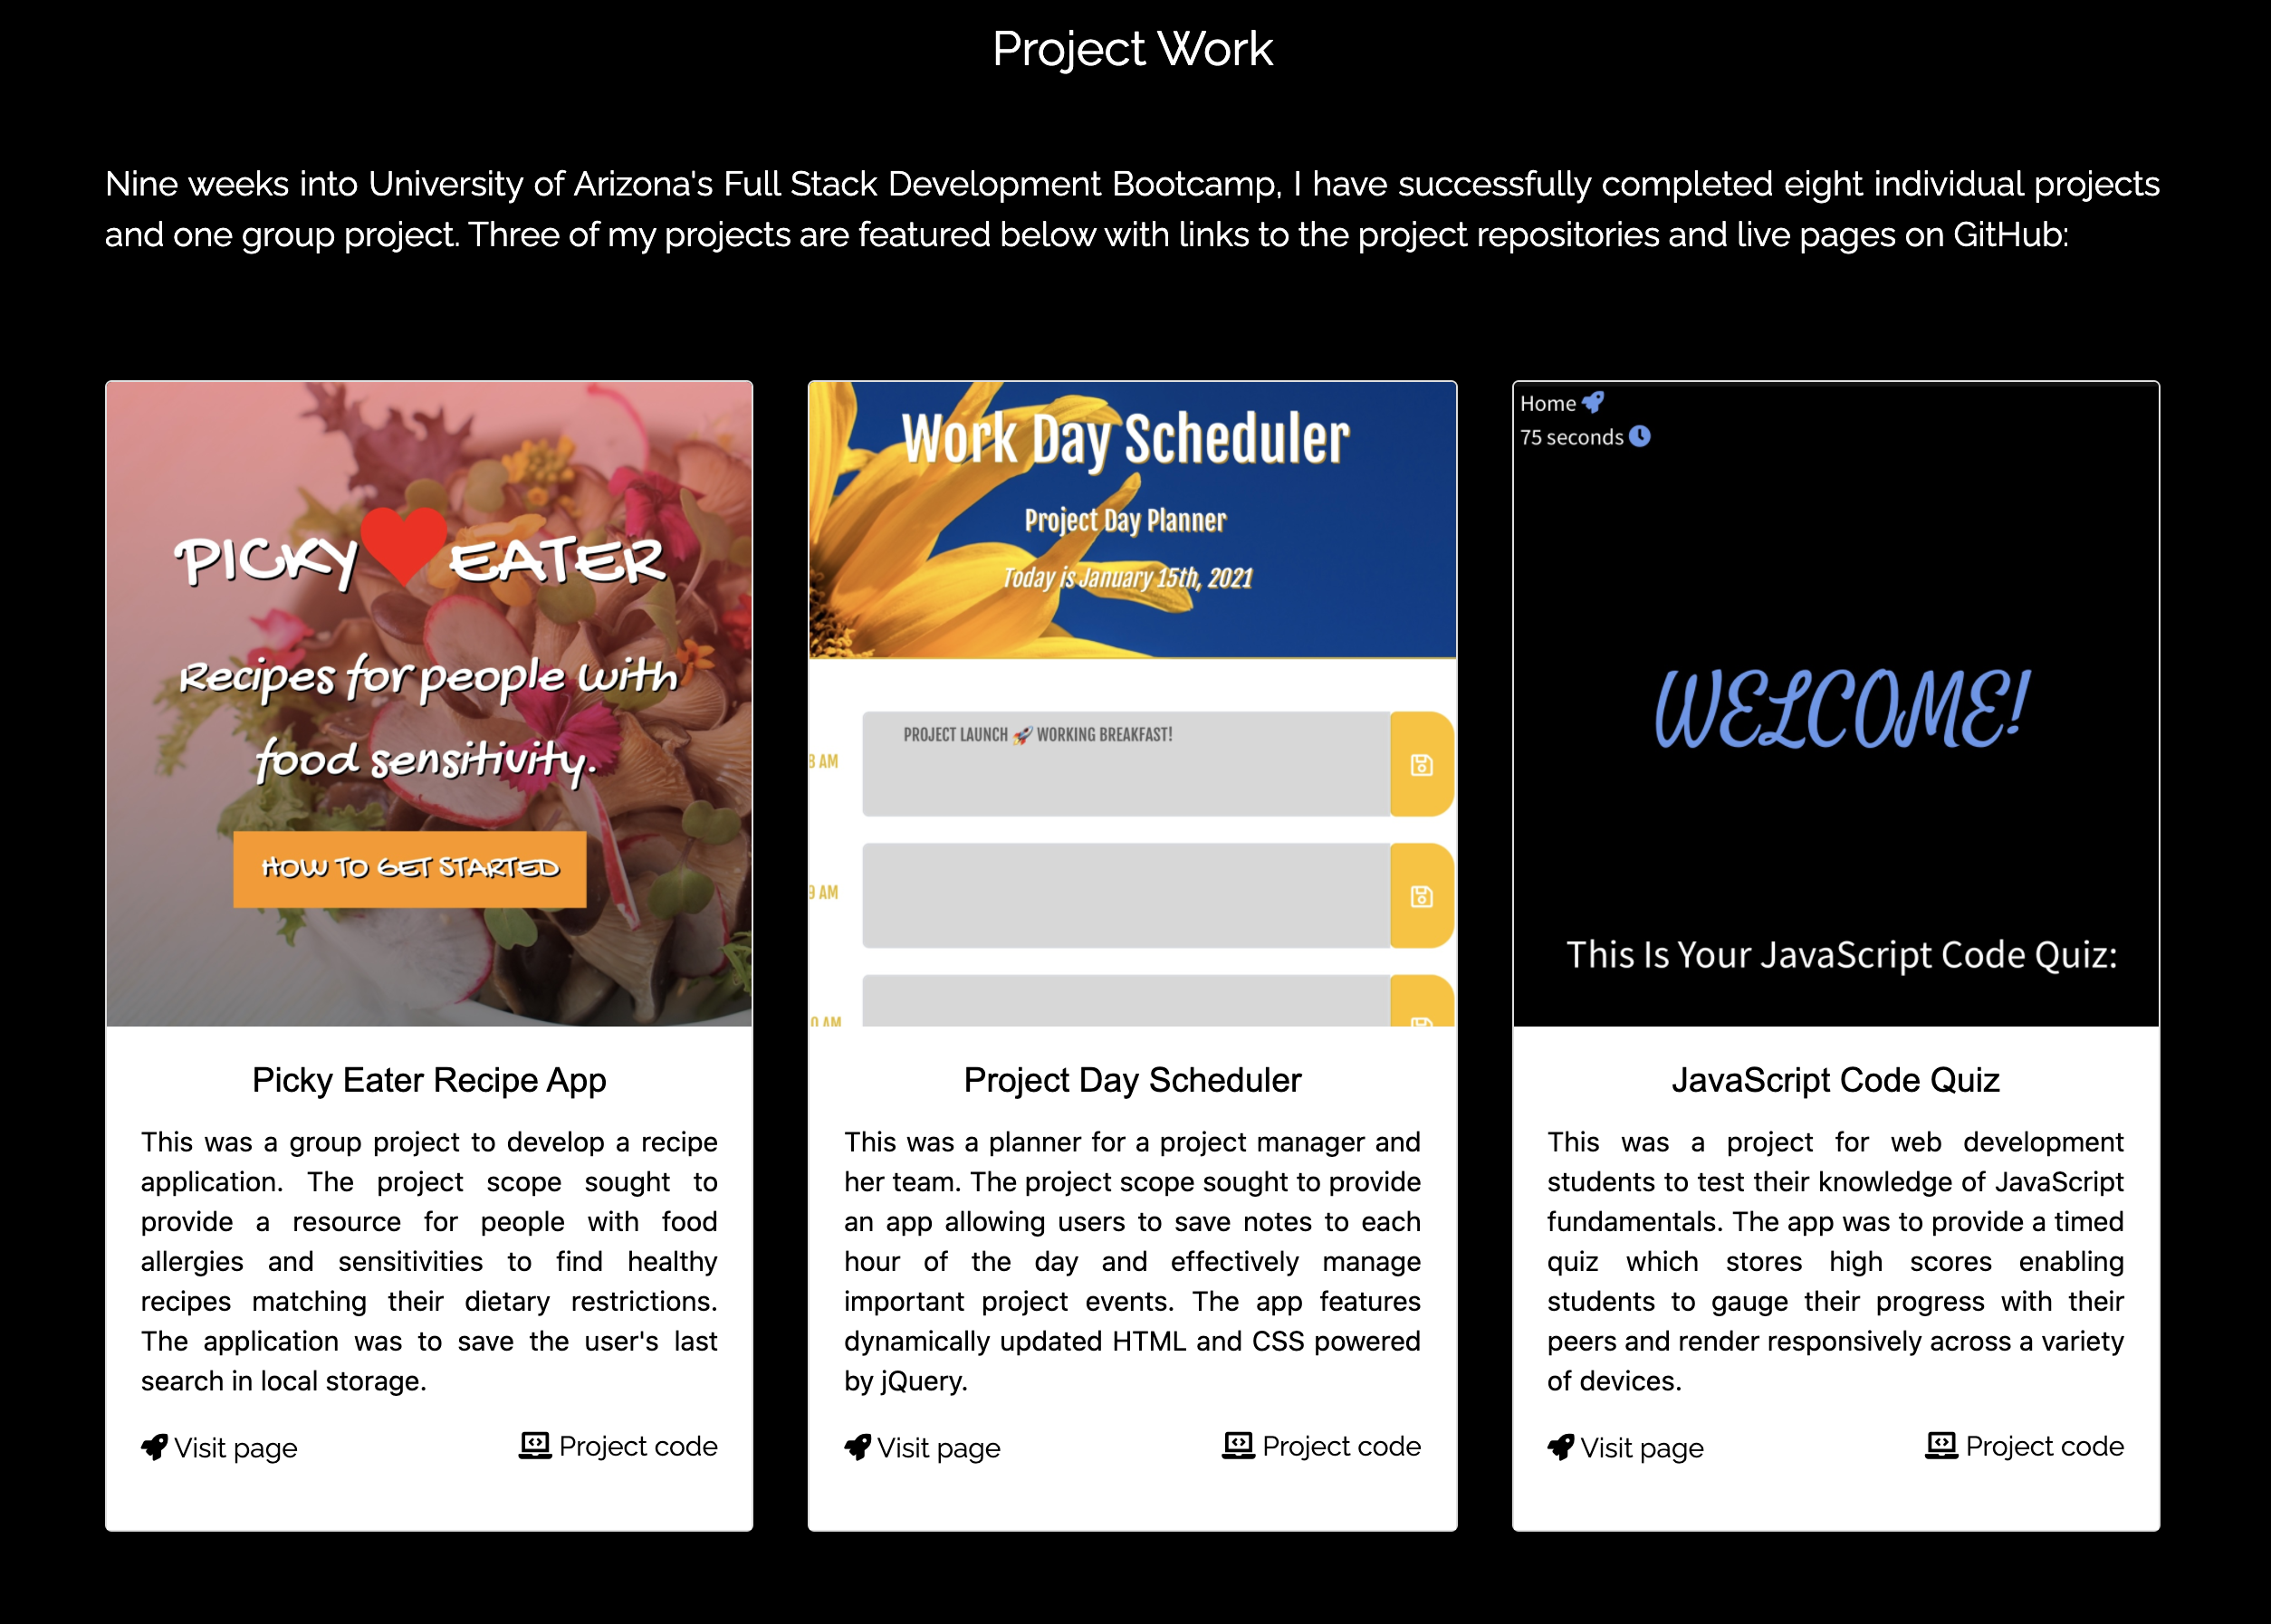 Project Work
Nine weeks into University of Arizona's Full Stack Development Bootcamp, I have successfully completed eight individual projects
and one group project. Three of my projects are featured below with links to the project repositories and live pages on GitHub:
PICKY EATER
Recipes for people with
food sensitivity.
HOW TO GET STARTED
Picky Eater Recipe App
This was a group project to develop a recipe
application. The project scope sought to
provide a resource for people with food
allergies and sensitivities to find healthy
recipes matching their dietary restrictions.
The application was to save the user's last
search in local storage.
Visit page
Project code
Work Day Scheduler
Project Day Planner
Today is January 15th, 2021
PROJECT LAUNCH 🚀 WORKING BREAKFAST!
8 AM
9 AM
0 AM
Project Day Scheduler
This was a planner for a project manager and
her team. The project scope sought to provide
an app allowing users to save notes to each
hour of the day and effectively manage
important project events. The app features
dynamically updated HTML and CSS powered
by jQuery.
Visit page
Project code
Home
75 seconds
WELCOME!
This Is Your JavaScript Code Quiz:
JavaScript Code Quiz
This was a project for web development
students to test their knowledge of JavaScript
fundamentals. The app was to provide a timed
quiz which stores high scores enabling
students to gauge their progress with their
peers and render responsively across a variety
of devices.
Visit page
Project code